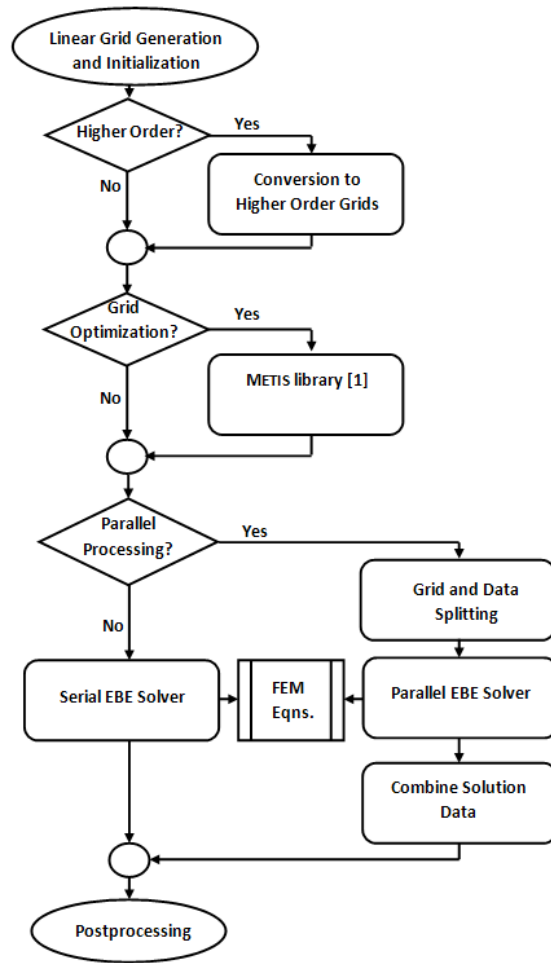 Linear Grid Generation
and Initialization
Higher Order?
Yes
No
Conversion to
Higher Order Grids
Grid
Optimization?
Yes
No
METIS library [1]
Parallel
Processing?
Yes
No
Grid and Data
Splitting
Serial EBE Solver
FEM
Eqns.
Parallel EBE Solver
Combine Solution
Data
Postprocessing